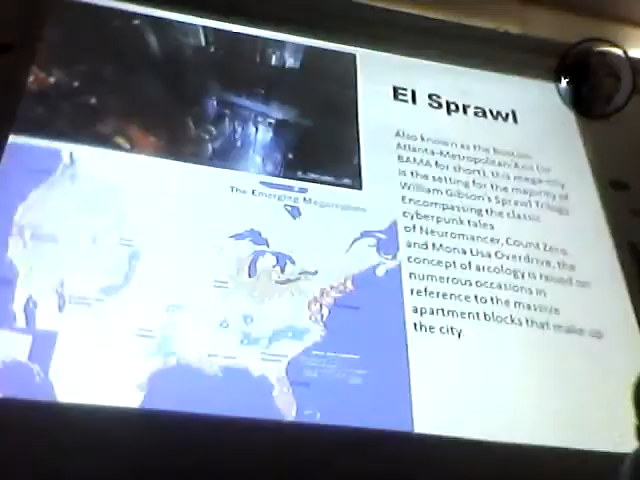 El Sprawl
Also known as the Boston-
Atlanta-Metropolitan Axis (or
BAMA for short), this mega-city
is the setting for the majority of
William Gibson's Sprawl Trilogy.
Encompassing the classic
cyberpunk tales
of Neuromancer, Count Zero,
and Mona Lisa Overdrive, the
concept of arcology is used on
numerous occasions in
reference to the massive
apartment blocks that make up
the city.
The Emerging Megaregions